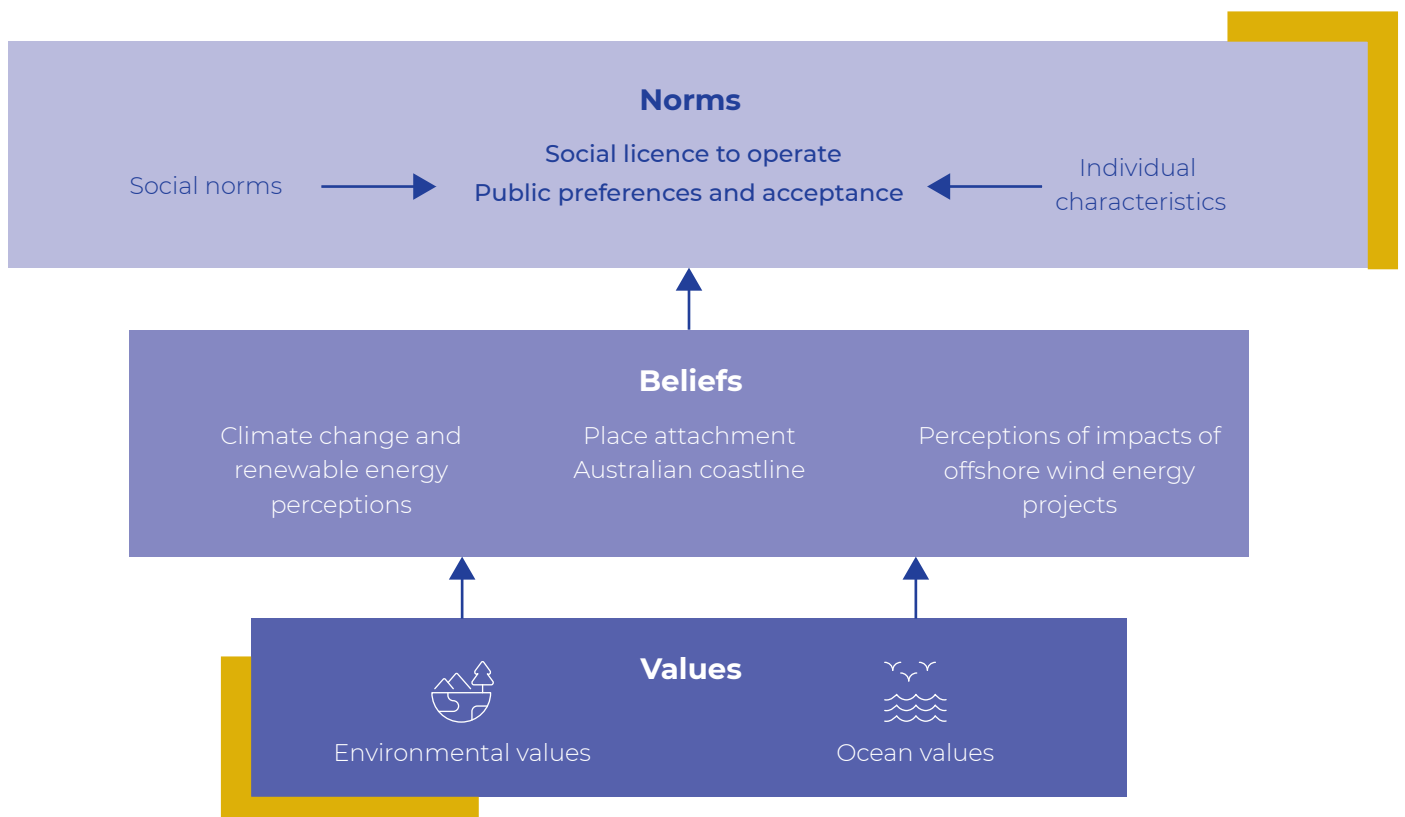 Norms
Social licence to operate
Public preferences and acceptance
Social norms
Individual
characteristics
Beliefs
Climate change and
renewable energy
perceptions
Place attachment
Australian coastline
Perceptions of impacts of
offshore wind energy
projects
Values
Environmental values
Ocean values